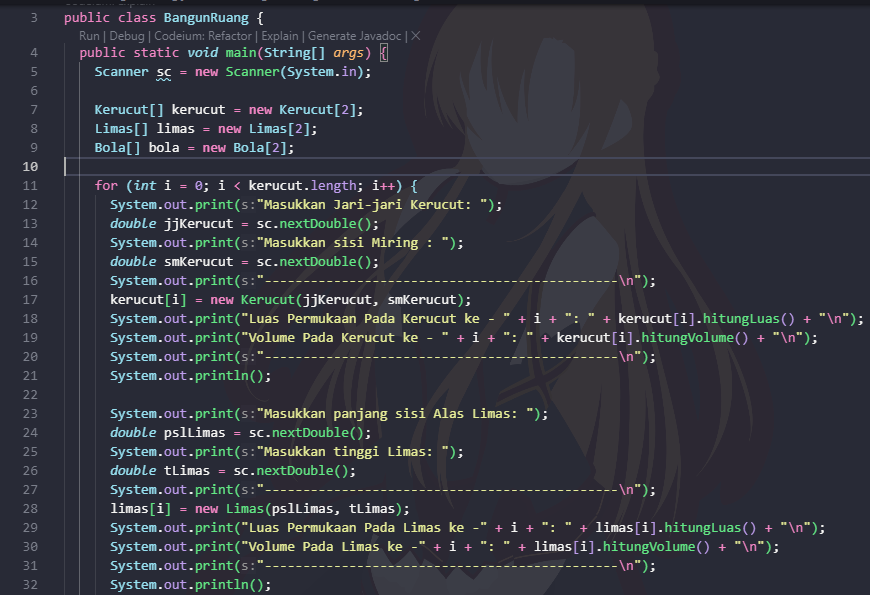 3 public class BangunRuang {
Run | Debug | Codeium: Refactor | Explain | Generate Javadoc | X
4 public static void main(String[] args) {
5 Scanner sc = new Scanner(System.in);
6
7 Kerucut[] kerucut = new Kerucut[2];
8 Limas[] limas = new Limas[2];
9 Bola[] bola = new Bola[2];
10
11 for (int i = 0; i < kerucut.length; i++) {
12 System.out.print(s:"Masukkan Jari-jari Kerucut: ");
13 double jjKerucut = sc.nextDouble();
14 System.out.print(s:"Masukkan sisi Miring : ");
15 double smKerucut = sc.nextDouble();
16 System.out.print(s:"----------------------------------------------\n");
17 kerucut[i] = new Kerucut(jjKerucut, smKerucut);
18 System.out.print("Luas Permukaan Pada Kerucut ke - " + i + ": " + kerucut[i].hitungLuas() + "\n");
19 System.out.print("Volume Pada Kerucut ke - " + i + ": " + kerucut[i].hitungVolume() + "\n");
20 System.out.print(s:"----------------------------------------------\n");
21 System.out.println();
22
23 System.out.print(s:"Masukkan panjang sisi Alas Limas: ");
24 double pslLimas = sc.nextDouble();
25 System.out.print(s:"Masukkan tinggi Limas: ");
26 double tLimas = sc.nextDouble();
27 System.out.print(s:"----------------------------------------------\n");
28 limas[i] = new Limas(pslLimas, tLimas);
29 System.out.print("Luas Permukaan Pada Limas ke -" + i + ": " + limas[i].hitungLuas() + "\n");
30 System.out.print("Volume Pada Limas ke -" + i + ": " + limas[i].hitungVolume() + "\n");
31 System.out.print(s:"----------------------------------------------\n");
32 System.out.println();